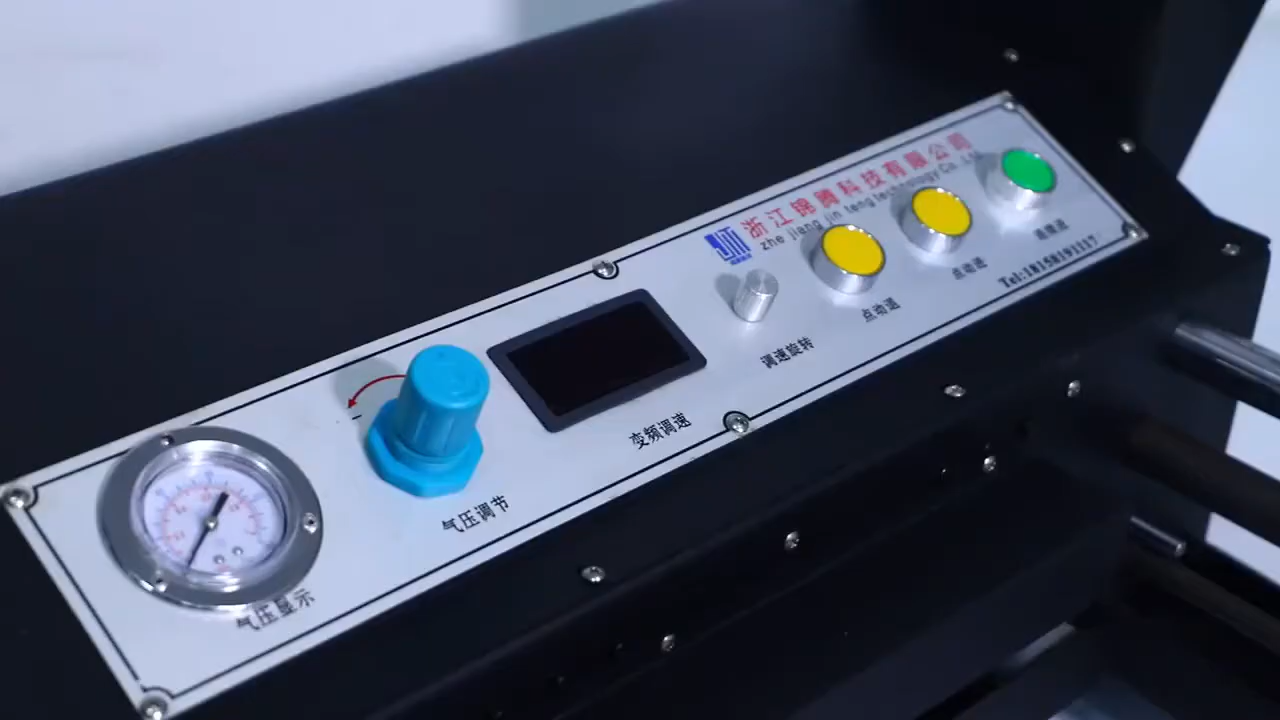 浙江锦腾科技有限公司
zhe jiang jin teng technology Co., Ltd
JTI
点动进
点动退
调速旋转
Tel:18158191117
变频调速
气压调节
气压显示